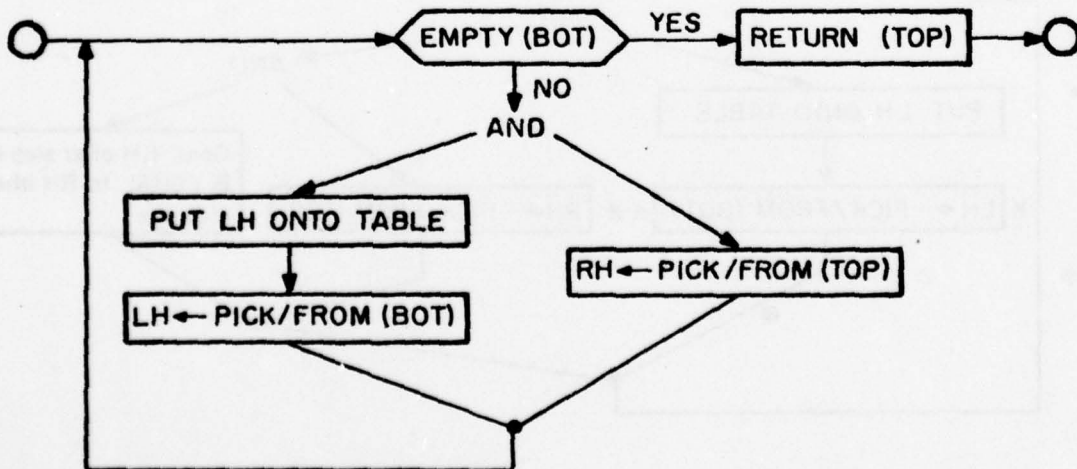 EMPTY (BOT)
YES
RETURN (TOP)
NO
AND
PUT LH ONTO TABLE
RH ← PICK/FROM (TOP)
LH ← PICK/FROM (BOT)